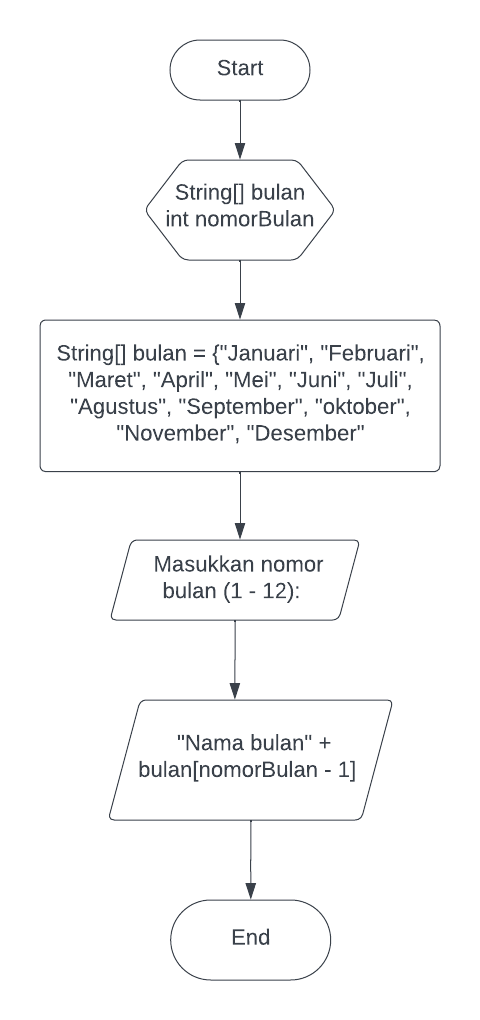 Start
String[] bulan
int nomorBulan
String[] bulan = {"Januari", "Februari",
"Maret", "April", "Mei", "Juni", "Juli",
"Agustus", "September", "oktober",
"November", "Desember"
Masukkan nomor
bulan (1 - 12):
"Nama bulan" +
bulan[nomorBulan - 1]
End